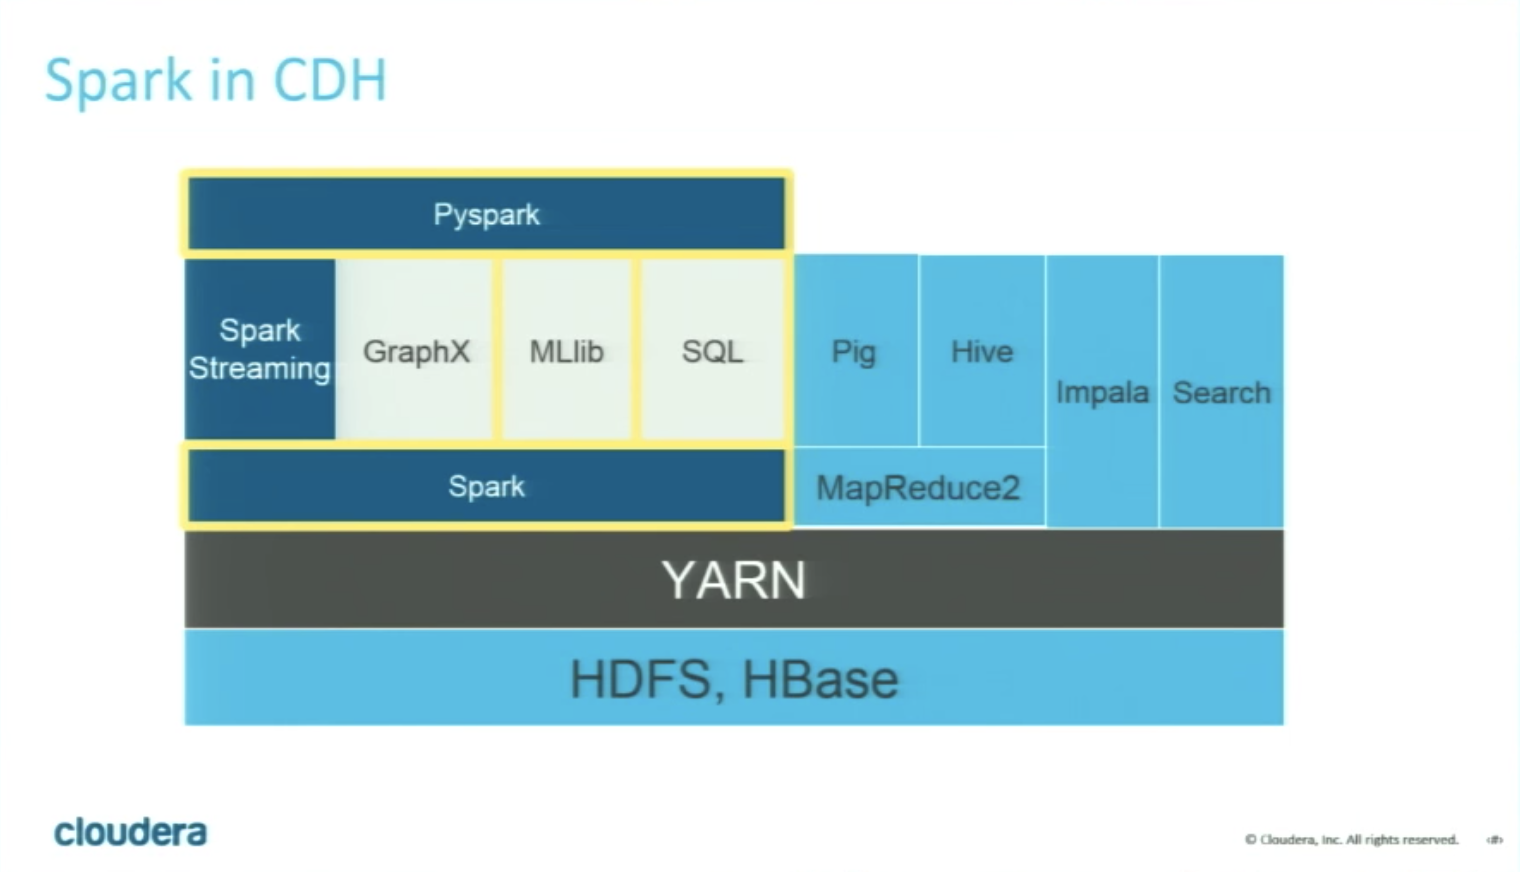 Spark in CDH
Pyspark
Spark
Streaming
GraphX
MLlib
SQL
Pig
Hive
Impala
Search
Spark
MapReduce2
YARN
HDFS, HBase
cloudera
© Cloudera, Inc. All rights reserved. ‹#›